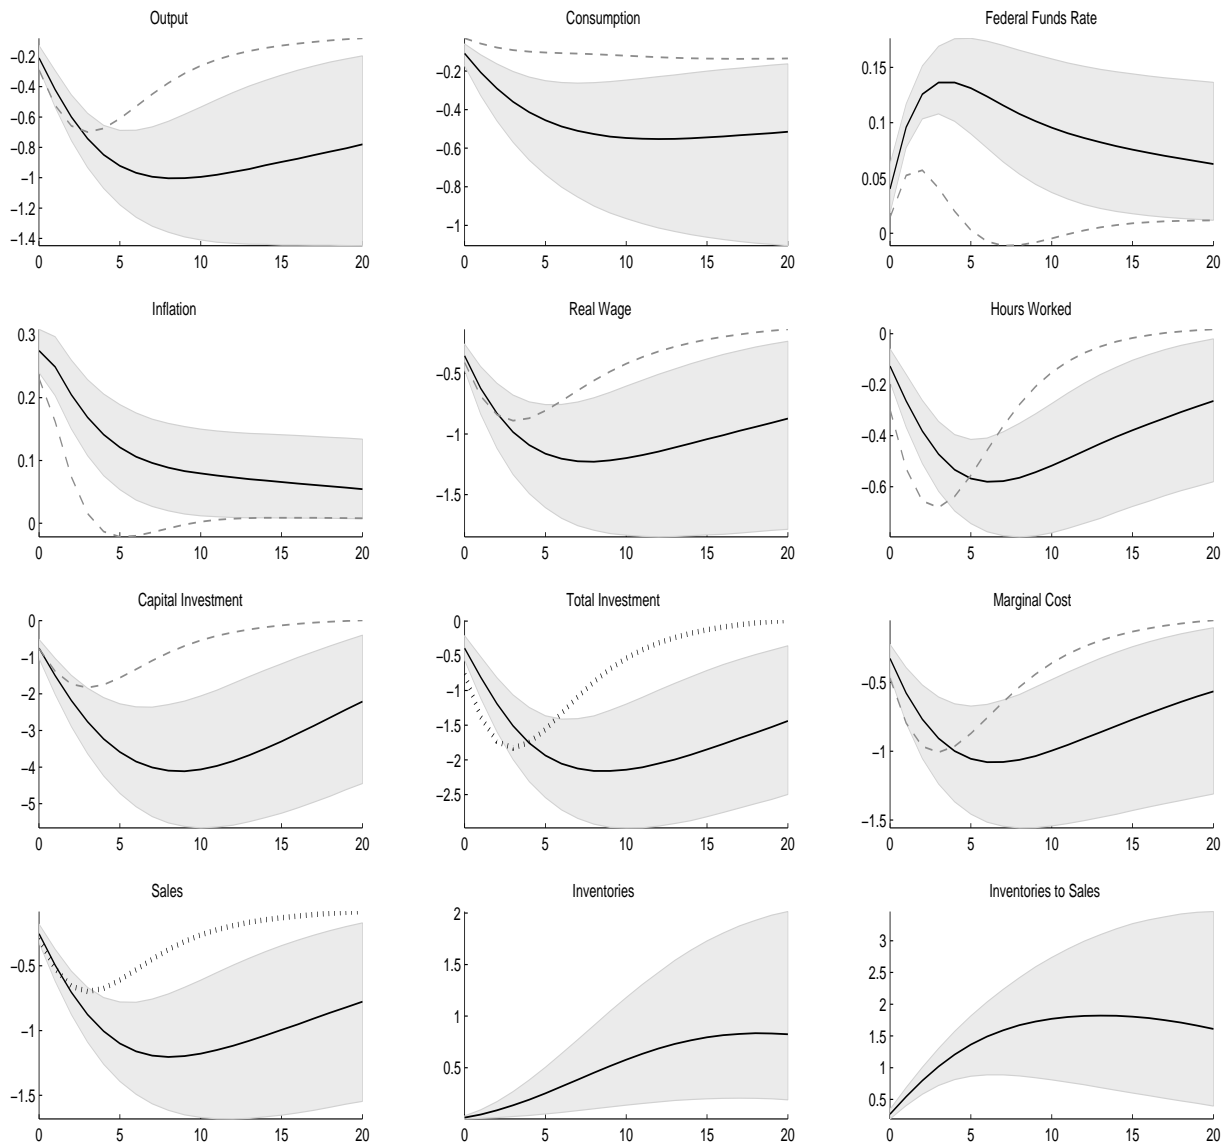 Output
−0.2
−0.4
−0.6
−0.8
−1
−1.2
−1.4
0 5 10 15 20
Consumption
−0.2
−0.4
−0.6
−0.8
−1
0 5 10 15 20
Federal Funds Rate
0.15
0.1
0.05
0
0 5 10 15 20
Inflation
0.3
0.2
0.1
0
0 5 10 15 20
Real Wage
−0.5
−1
−1.5
0 5 10 15 20
Hours Worked
0
−0.2
−0.4
−0.6
0 5 10 15 20
Capital Investment
0
−1
−2
−3
−4
−5
0 5 10 15 20
Total Investment
0
−0.5
−1
−1.5
−2
−2.5
0 5 10 15 20
Marginal Cost
−0.5
−1
−1.5
0 5 10 15 20
Sales
−0.5
−1
−1.5
0 5 10 15 20
Inventories
2
1.5
1
0.5
0 5 10 15 20
Inventories to Sales
3
2.5
2
1.5
1
0.5
0 5 10 15 20